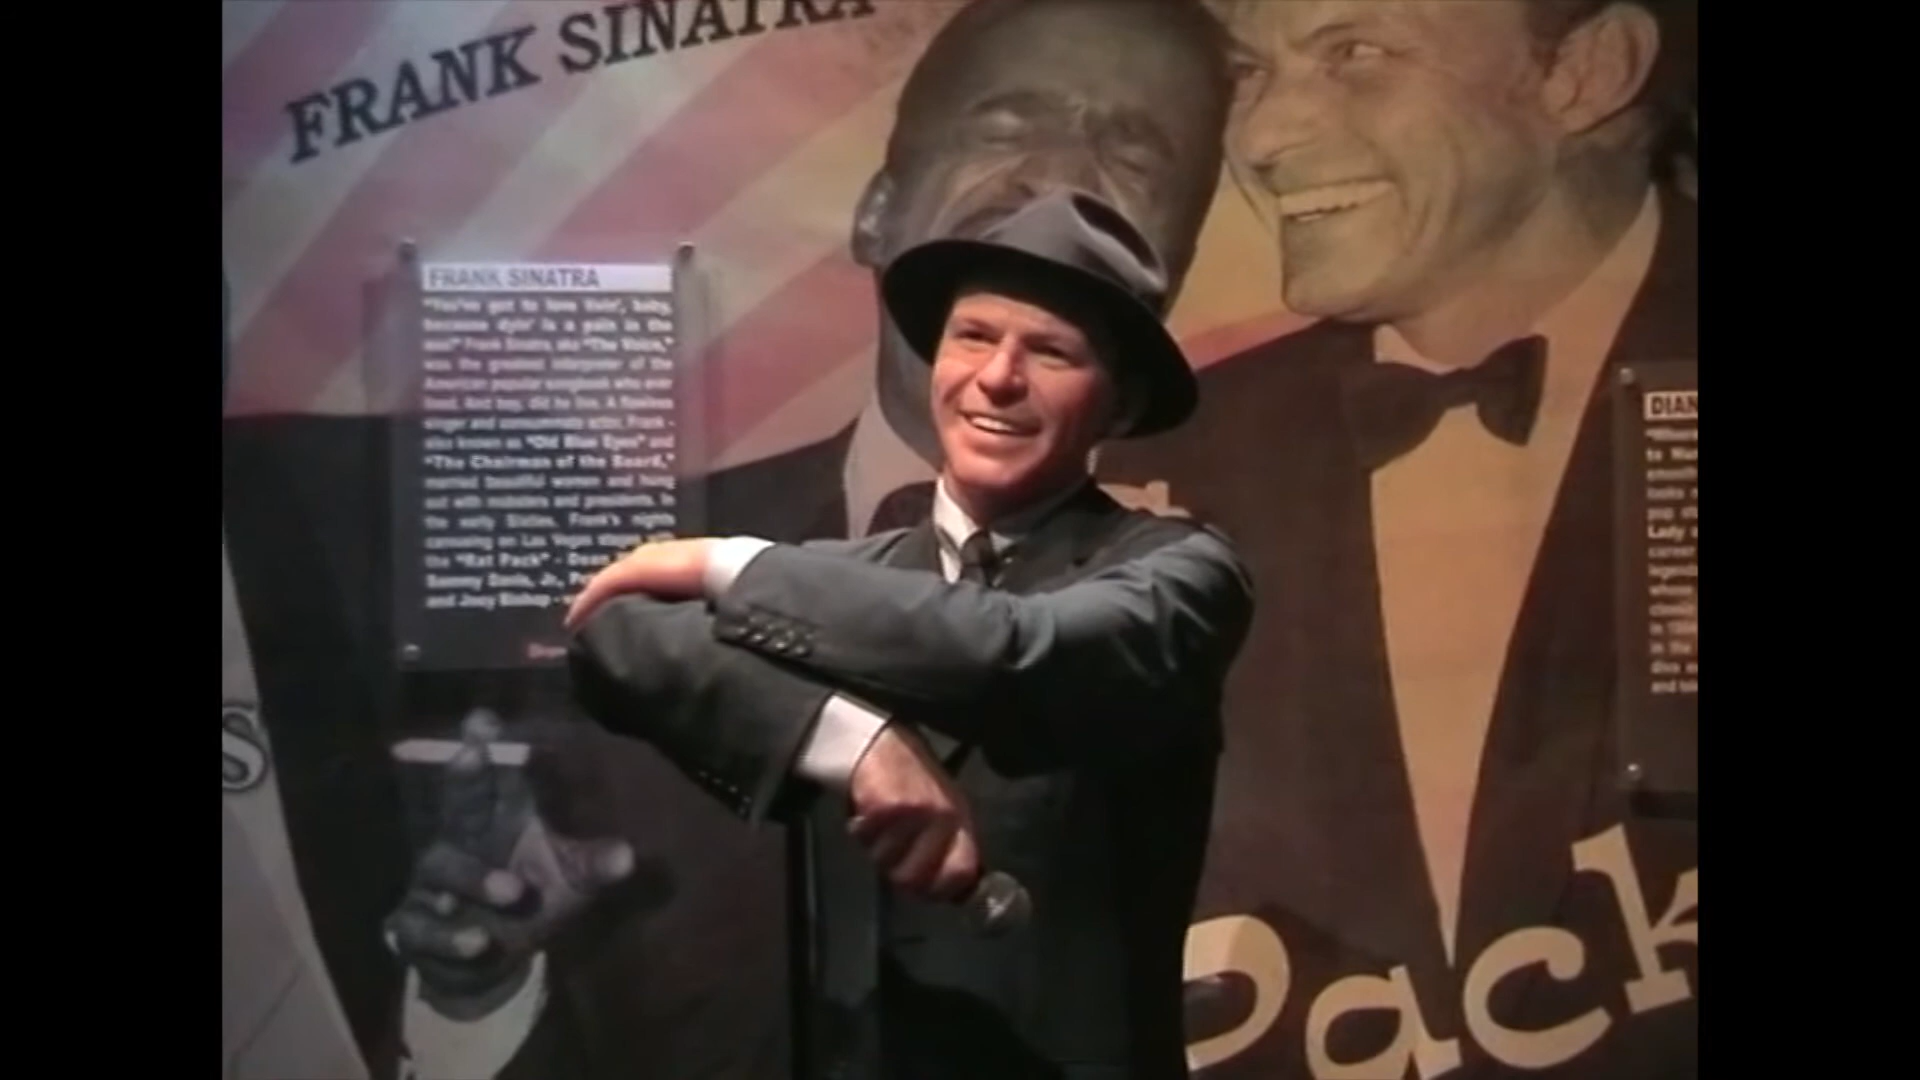 FRANK SINATRA
FRANK SINATRA
"You've got to love livin', baby,
because dyin' is a pain in the
Frank Sinatra, aka "The Voice,"
was the greatest interpreter of the
American popular songbook who ever
lived. And boy, did he live. A flawless
singer and consummate actor, Frank -
also known as "Old Blue Eyes" and
"The Chairman of the Board,"
married beautiful women and hung
out with mobsters and presidents. In
the early Sixties, Frank's nights
carousing on Las Vegas stages
the "Rat Pack" - Dean
Sammy Davis, Jr.,
and Joey Bishop -
DIAN
to
Lady
and
S
Pack